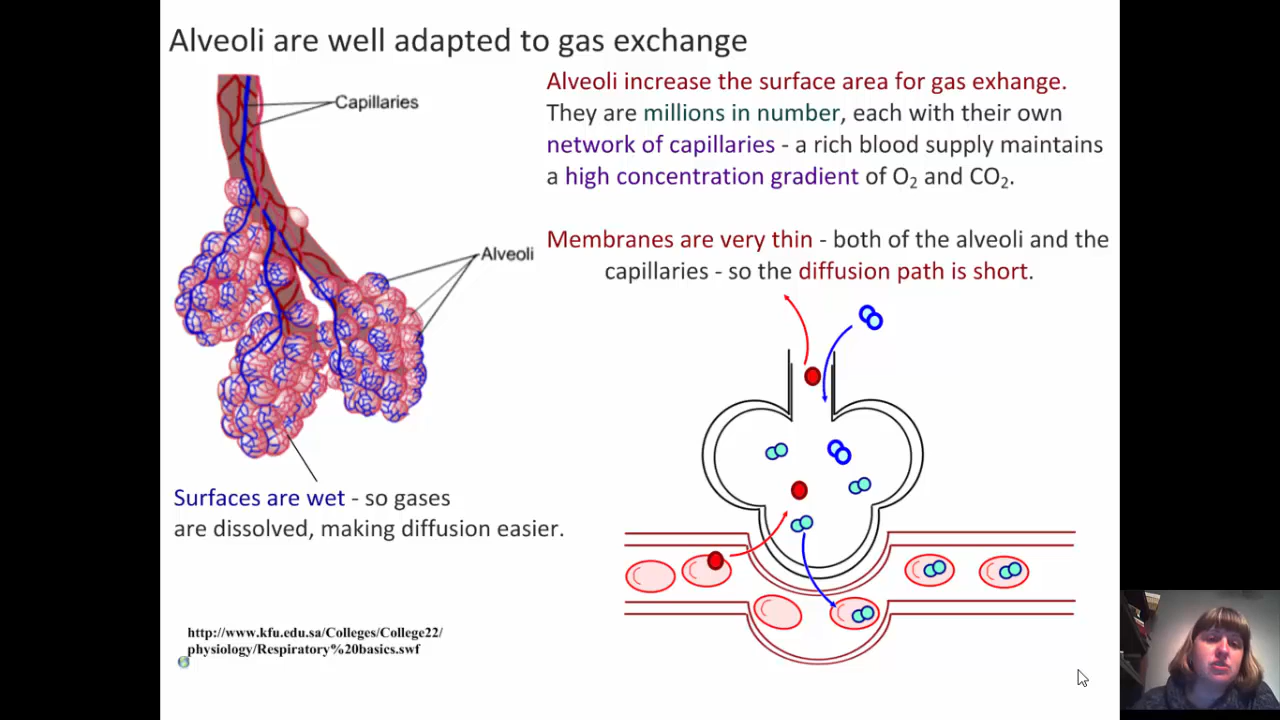 Alveoli are well adapted to gas exchange
Capillaries
Alveoli
Alveoli increase the surface area for gas exhange.
They are millions in number, each with their own
network of capillaries - a rich blood supply maintains
a high concentration gradient of O₂ and CO₂.
Membranes are very thin - both of the alveoli and the
capillaries - so the diffusion path is short.
Surfaces are wet - so gases
are dissolved, making diffusion easier.
http://www.kfu.edu.sa/Colleges/College22/
physiology/Respiratory%20basics.swf